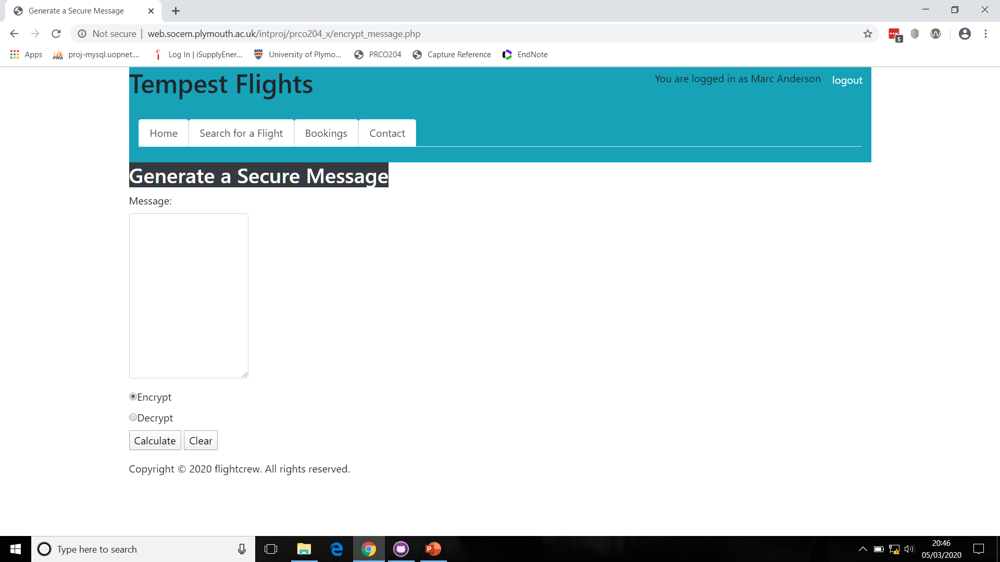 Generate a Secure Message
Not secure | web.socem.plymouth.ac.uk/intproj/prco204_x/encrypt_message.php
5
Apps PMA proj-mysql.uopnet.... Log In | iSupplyEner... University of Plymo... PRCO204 Capture Reference EndNote
Tempest Flights
You are logged in as Marc Anderson logout
Home Search for a Flight Bookings Contact
Generate a Secure Message
Message:
Encrypt
Decrypt
Calculate Clear
Copyright © 2020 flightcrew. All rights reserved.
Type here to search
20:46
05/03/2020